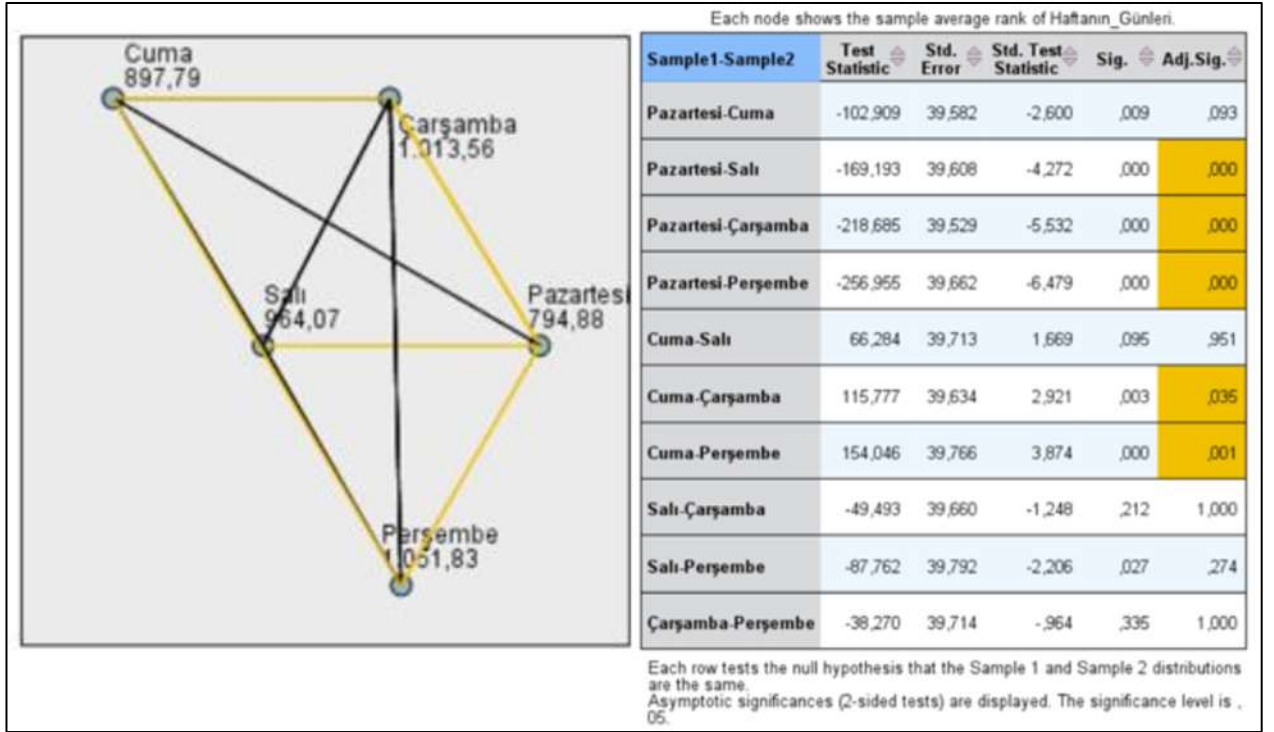 Each node shows the sample average rank of Haftanın_Günleri.
Cuma
897,79
Çarşamba
1.013,56
Salı
964,07
Pazartesi
794,88
Perşembe
1.051,83
Sample1-Sample2 Test Statistic Std. Error Std. Test Statistic Sig. Adj.Sig.
Pazartesi-Cuma -102,909 39,582 -2,600 ,009 ,093
Pazartesi-Salı -169,193 39,608 -4,272 ,000 ,000
Pazartesi-Çarşamba -218,685 39,529 -5,532 ,000 ,000
Pazartesi-Perşembe -256,955 39,662 -6,479 ,000 ,000
Cuma-Salı 66,284 39,713 1,669 ,095 ,951
Cuma-Çarşamba 115,777 39,634 2,921 ,003 ,035
Cuma-Perşembe 154,046 39,766 3,874 ,000 ,001
Salı-Çarşamba -49,493 39,660 -1,248 ,212 1,000
Salı-Perşembe -87,762 39,792 -2,206 ,027 ,274
Çarşamba-Perşembe -38,270 39,714 -,964 ,335 1,000
Each row tests the null hypothesis that the Sample 1 and Sample 2 distributions
are the same.
Asymptotic significances (2-sided tests) are displayed. The significance level is ,
05.